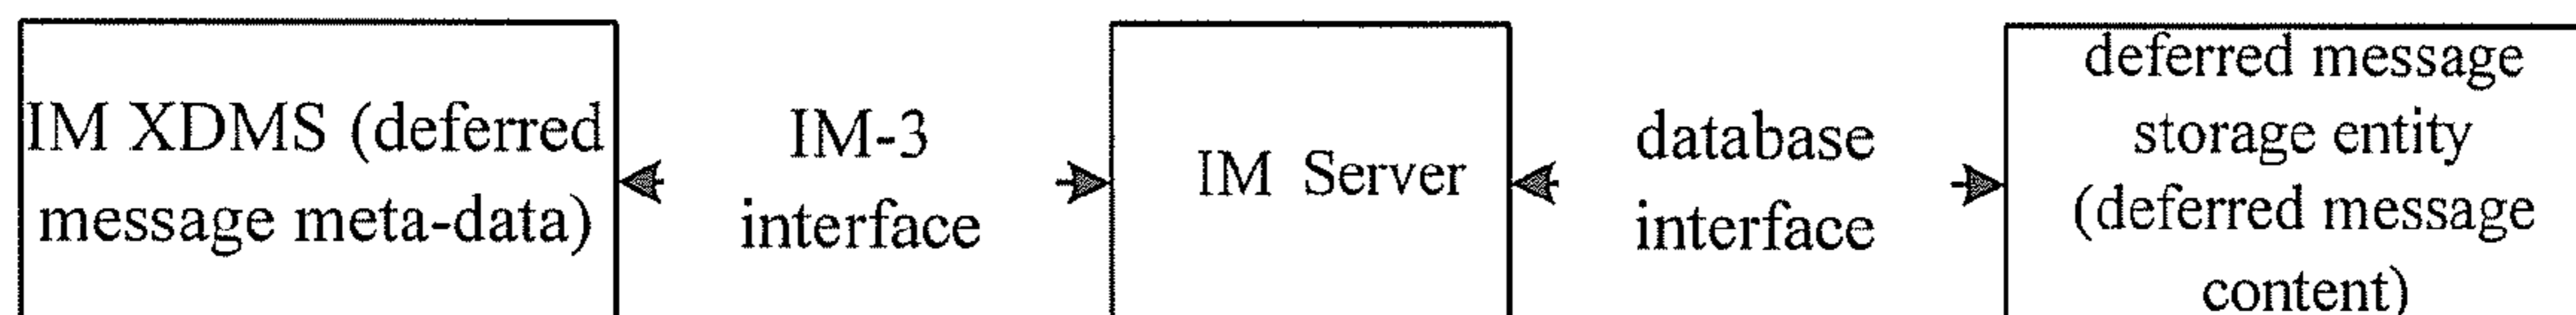 IM XDMS (deferred
message meta-data)
IM-3
interface
IM Server
database
interface
deferred message
storage entity
(deferred message
content)